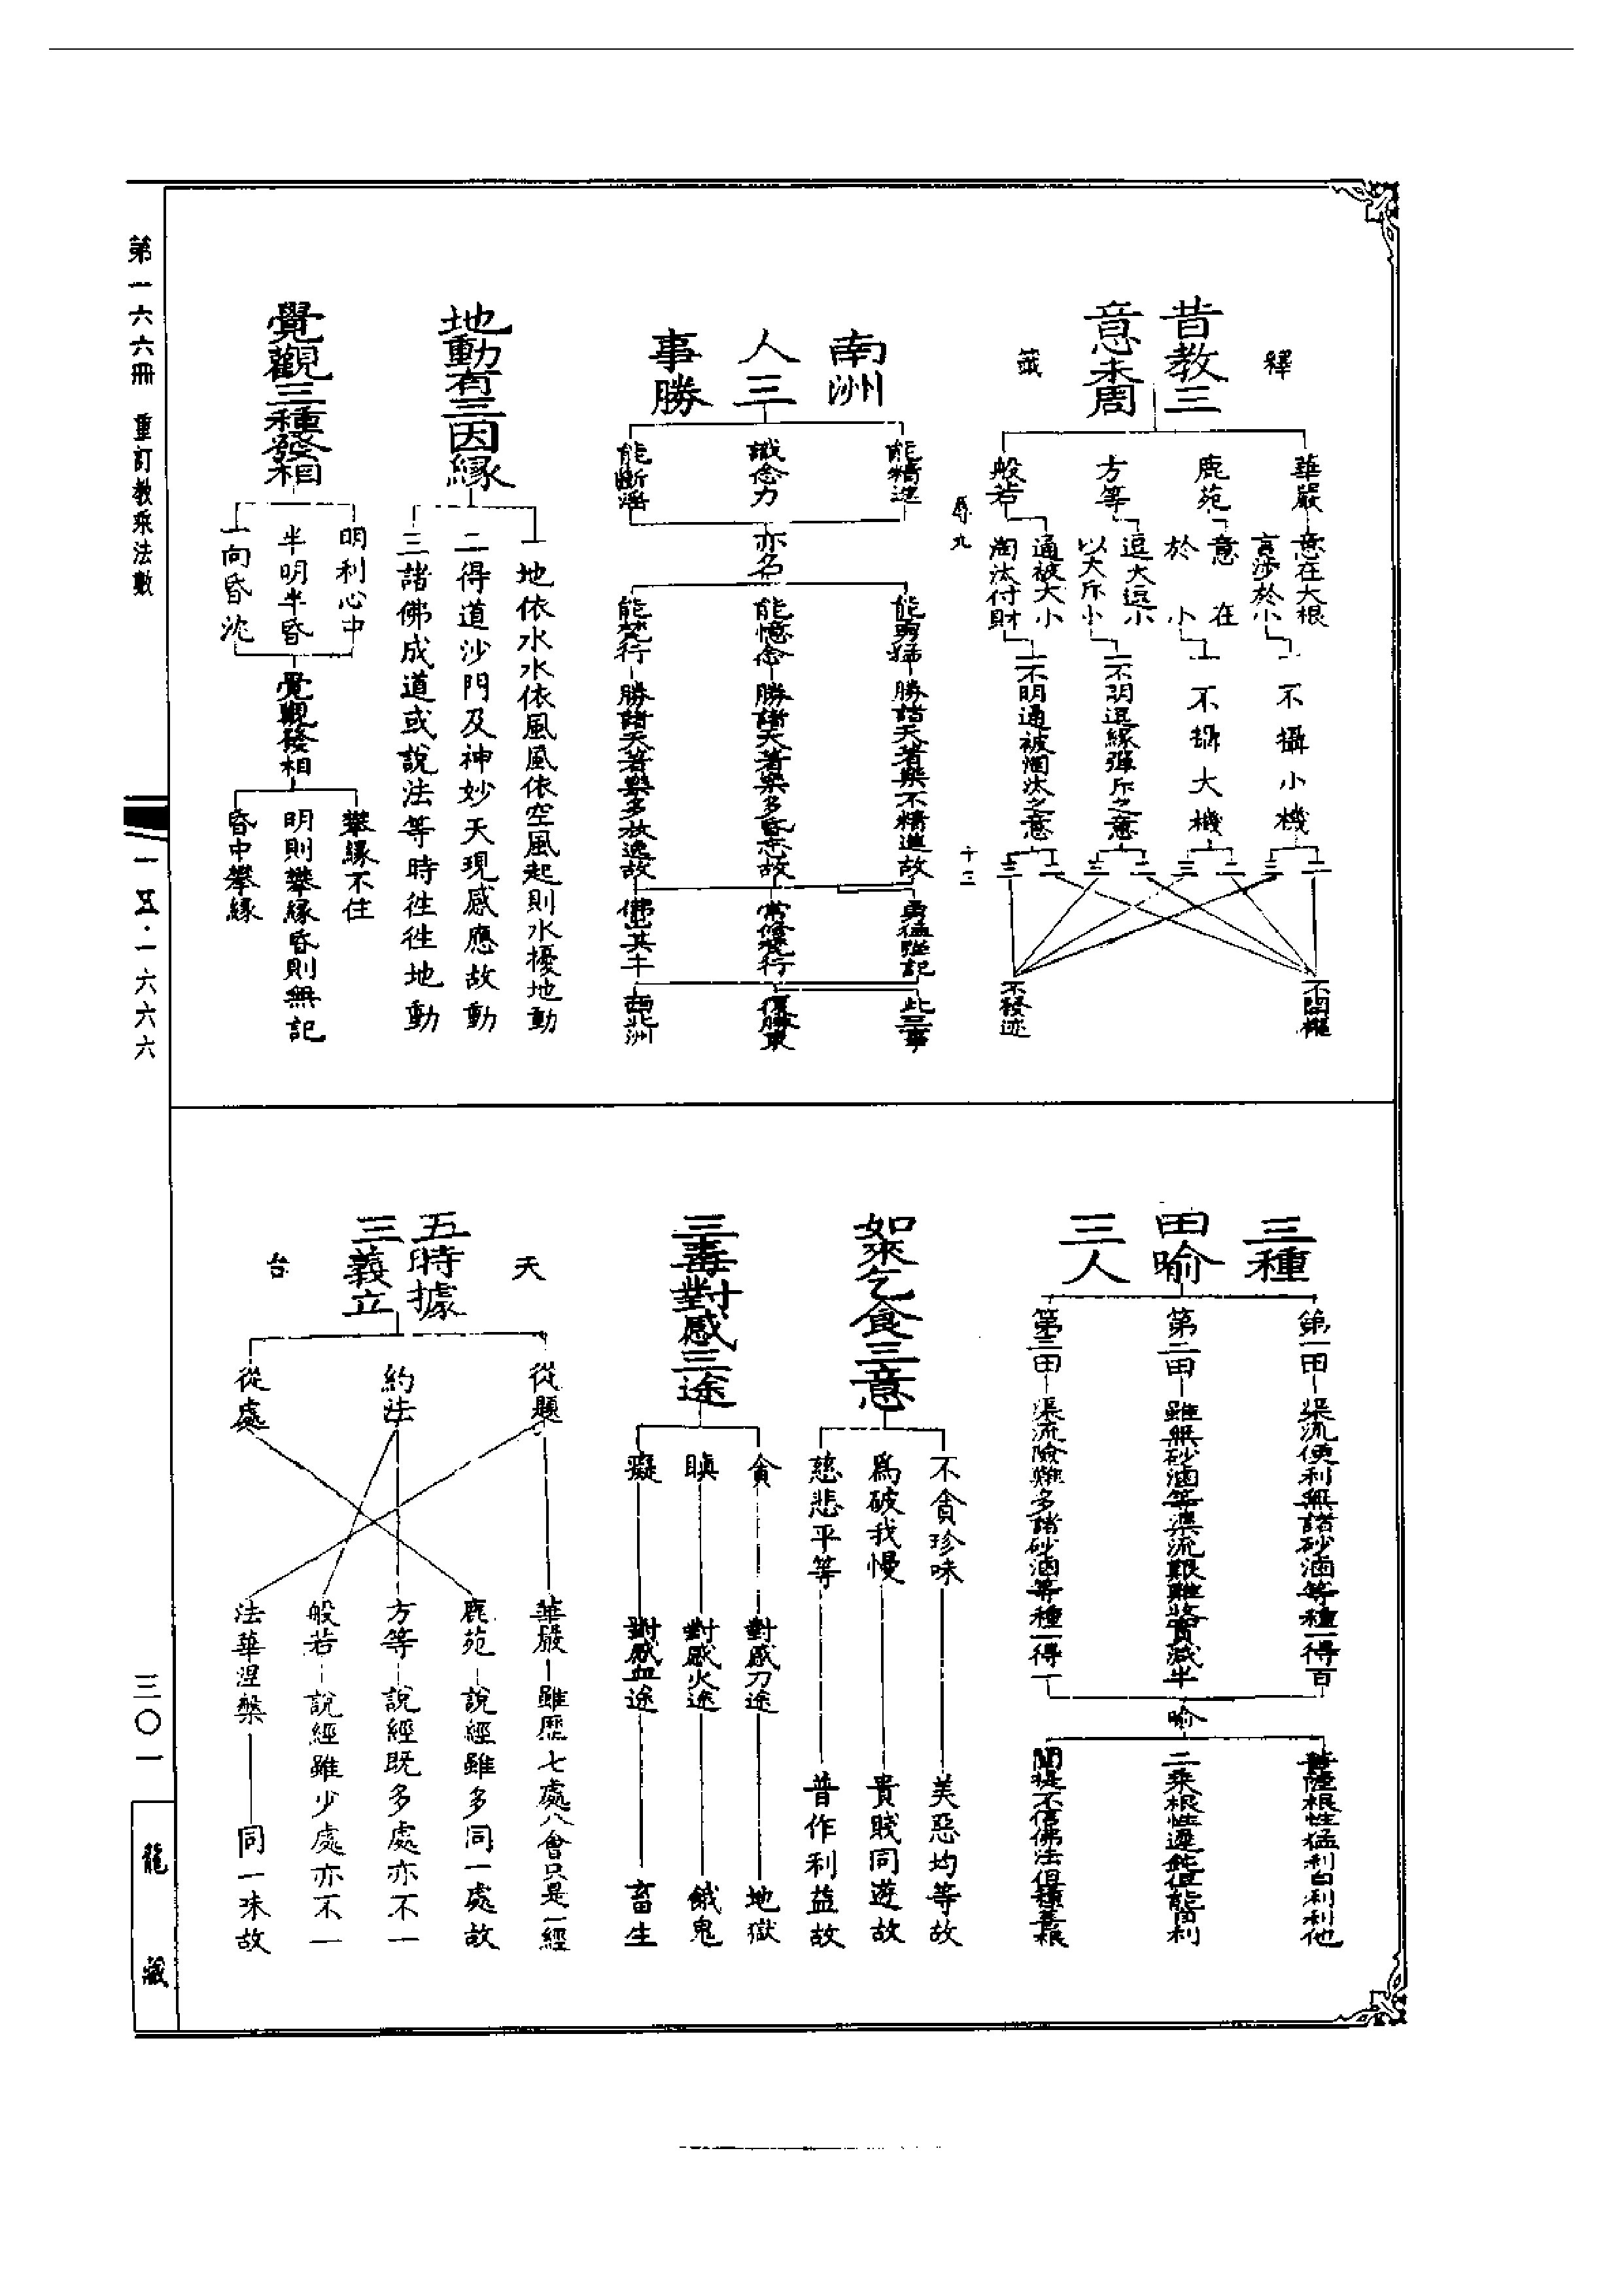 昔教三
意未周
釋
籤
華嚴
意在大根
言涉於小
一不攝小機
二
三
鹿苑
意在
於小
一不攝大機
二
三
方等
逗大逗小
以大斥小
一不明逗緣彈斥之意
二
三
般若
通被大小
淘汰付財
一不明通被淘汰之意
二
三
不開權
不發迹
十三
南洲
人三
事勝
能精進
識念力
能斷婬
亦名
能勇猛
勝諸天著樂不精進故
勇猛強記
此三事
能憶念
勝諸天著樂多忘故
常修梵行
復勝東
能梵行
勝諸天著樂多放逸故
佛出其土
西北洲
地動有三因緣
一地依水水依風風依空風起則水擾地動
二得道沙門及神妙天現感應故動
三諸佛成道或說法等時徃徃地動
覺觀三種發相
明利心中
半明半昏
一向昏沈
覺觀發相
攀緣不住
明則攀緣昏則無記
昏中攀緣
三種
田喻
三人
第一田
渠流便利無諸砂滷等種一得百
第二田
雖無砂滷等渠流艱難收實減半
第三田
渠流險難多諸砂滷等種一得一
喻
菩薩根性猛利自利利他
二乘根性遲鈍但能自利
闡提不信佛法但種善根
如來乞食三意
不貪珍味
美惡均等故
爲破我慢
貴賤同遊故
慈悲平等
普作利益故
三毒對感三途
貪
對感刀途
地獄
瞋
對感火途
餓鬼
癡
對感血途
畜生
五時據
三義立
天
台
從題
約法
從處
華嚴
雖歷七處八會只是一經
鹿苑
說經雖多同一處故
方等
說經既多處亦不一
般若
說經雖少處亦不一
法華涅槃
同一味故
第一六六冊 重訂教乘法數
一五·一六六六
三〇一
龍藏